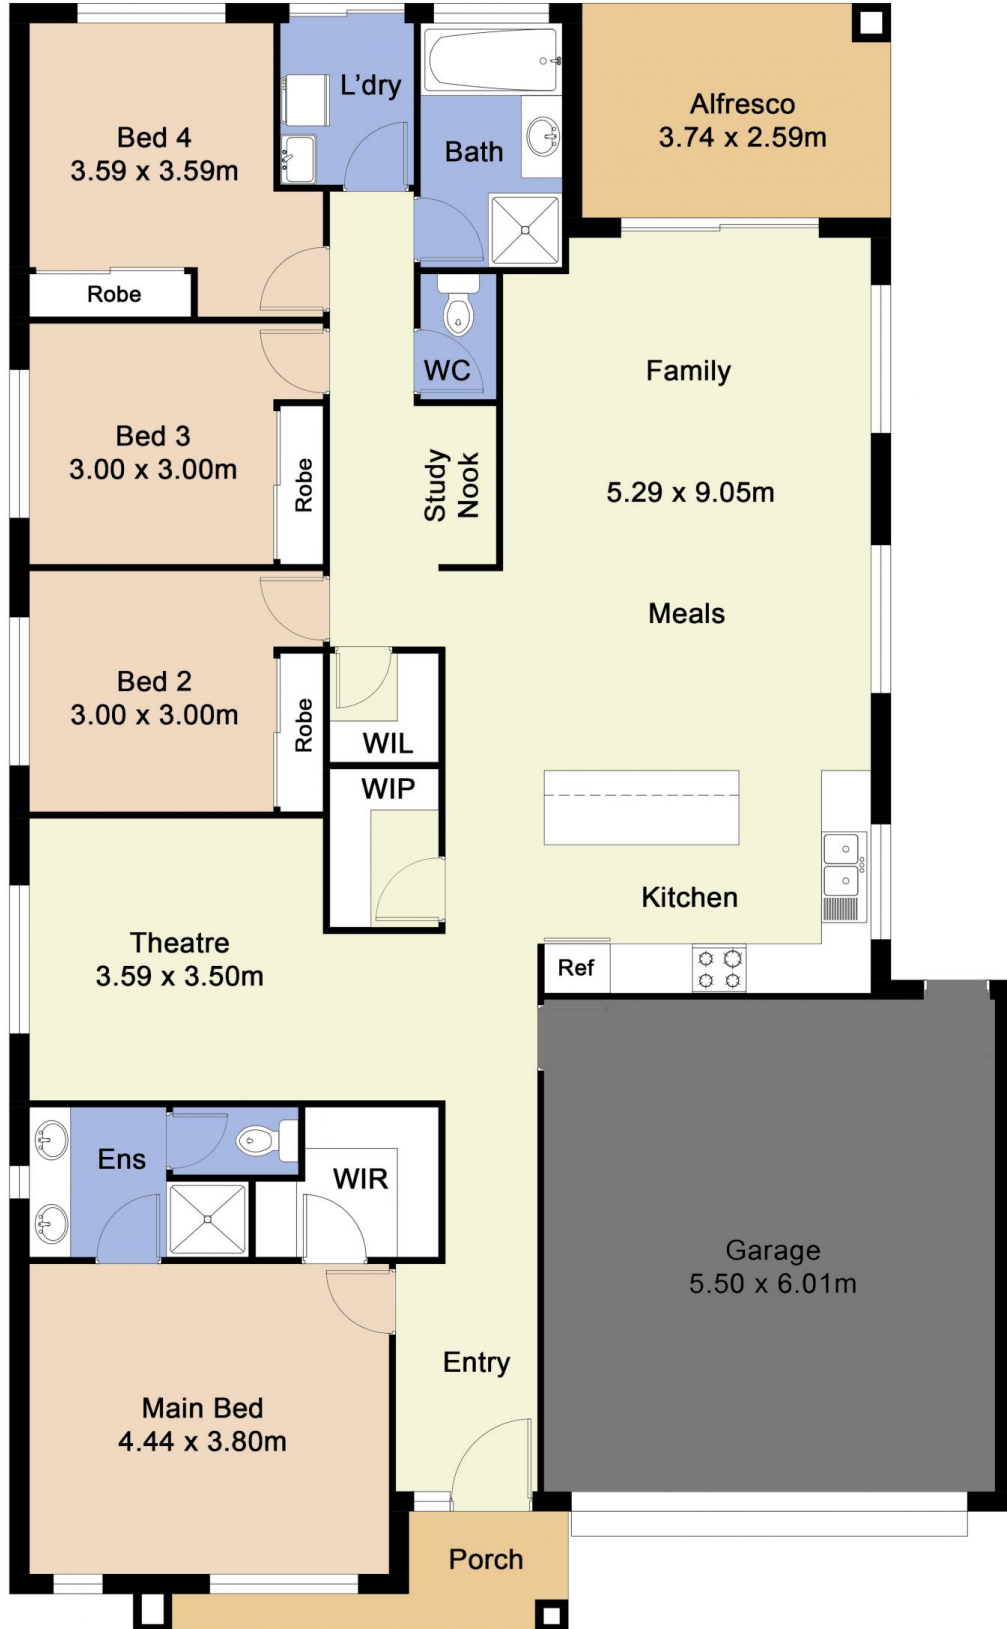 L'dry
Alfresco
3.74 x 2.59m
Bed 4
3.59 x 3.59m
Bath
Robe
WC
Family
Bed 3
3.00 x 3.00m
Robe
Study
Nook
5.29 x 9.05m
Meals
Bed 2
3.00 x 3.00m
Robe
WIL
WIP
Kitchen
Theatre
3.59 x 3.50m
Ref
Ens
WIR
Garage
5.50 x 6.01m
Entry
Main Bed
4.44 x 3.80m
Porch